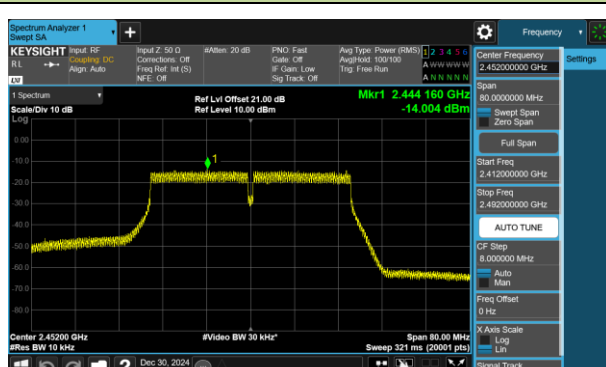 Spectrum Analyzer 1
Swept SA
+
Frequency
KEYSIGHT
RL
Input: RF
Coupling: DC
Align: Auto
Input Z: 50 Ω
Corrections: Off
Freq Ref: Int (S)
NFE: Off
#Atten: 20 dB
PNO: Fast
Gate: Off
IF Gain: Low
Sig Track: Off
Avg Type: Power (RMS)
Avg|Hold: 100/100
Trig: Free Run
1 2 3 4 5 6
A W W W W W
A N N N N N
LXI
1 Spectrum
Scale/Div 10 dB
Log
Ref Lvl Offset 21.00 dB
Ref Level 10.00 dBm
Mkr1 2.444 160 GHz
-14.004 dBm
1
0.00
-10.0
-20.0
-30.0
-40.0
-50.0
-60.0
-70.0
-80.0
Center 2.45200 GHz
#Res BW 10 kHz
#Video BW 30 kHz*
Span 80.00 MHz
Sweep 321 ms (20001 pts)
Dec 30, 2024
Center Frequency
2.452000000 GHz
Span
80.0000000 MHz
Swept Span
Zero Span
Full Span
Start Freq
2.412000000 GHz
Stop Freq
2.492000000 GHz
AUTO TUNE
CF Step
8.000000 MHz
Auto
Man
Freq Offset
0 Hz
X Axis Scale
Log
Lin
Signal Track
Settings